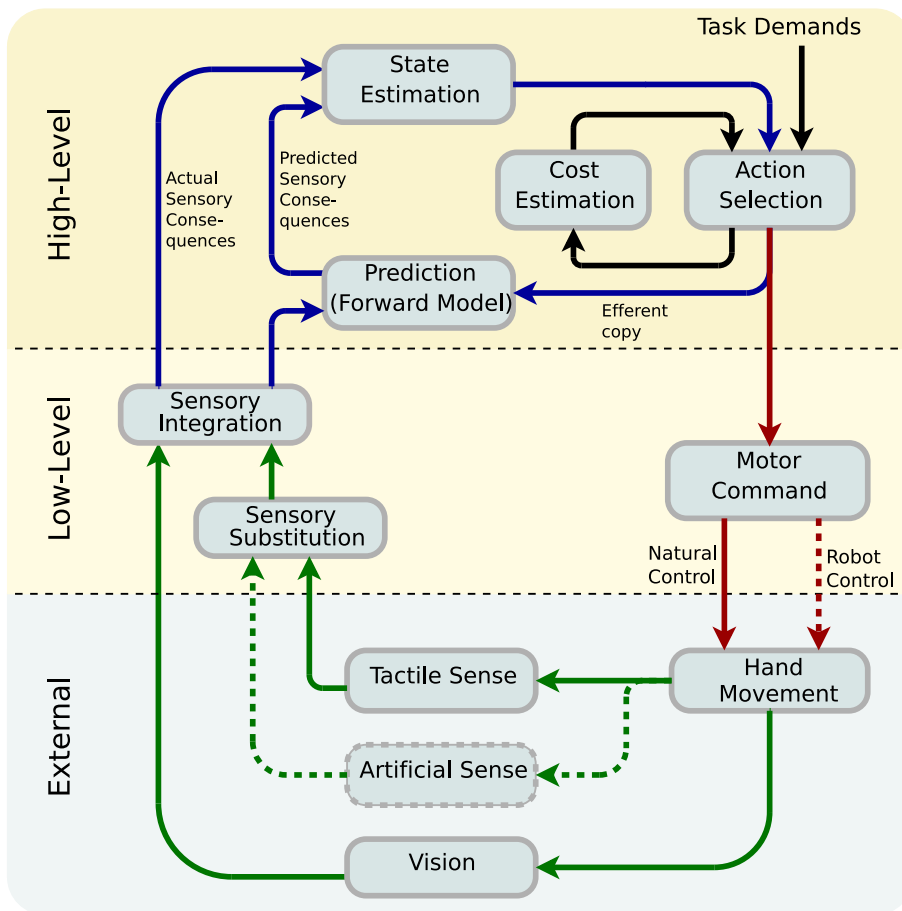 Task Demands
High-Level
State
Estimation
Actual
Sensory
Conse-
quences
Predicted
Sensory
Conse-
quences
Cost
Estimation
Action
Selection
Prediction
(Forward Model)
Efferent
copy
Low-Level
Sensory
Integration
Motor
Command
Sensory
Substitution
Natural
Control
Robot
Control
External
Tactile Sense
Hand
Movement
Artificial Sense
Vision